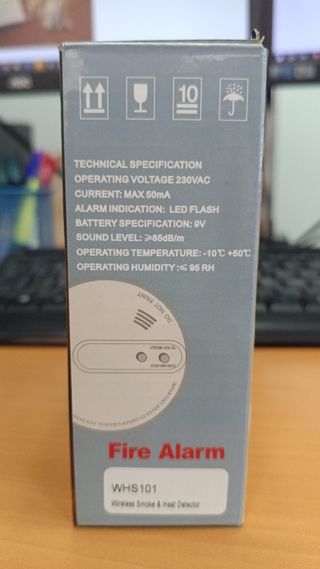 10
TECHNICAL SPECIFICATION
OPERATING VOLTAGE 230VAC
CURRENT: MAX 50mA
ALARM INDICATION: LED FLASH
BATTERY SPECIFICATION: 9V
SOUND LEVEL: ≥85dB/m
OPERATING TEMPERATURE: -10℃ +50℃
OPERATING HUMIDITY :≤ 95 RH
DO NOT PAINT
Fire Alarm
WHS101
Wireless Smoke & Heat Detector